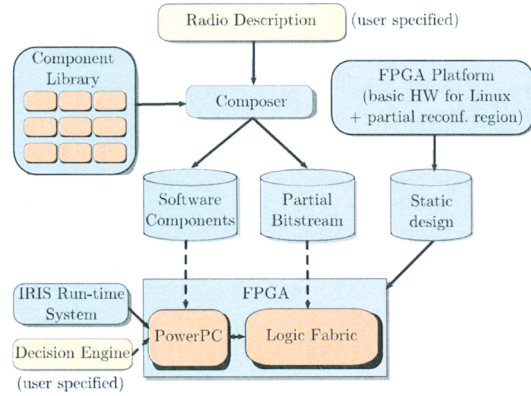 Radio Description
(user specified)
Component
Library
Composer
FPGA Platform
(basic HW for Linux
+ partial reconf. region)
Software
Components
Partial
Bitstream
Static
design
FPGA
IRIS Run-time
System
PowerPC
Logic Fabric
Decision Engine
(user specified)